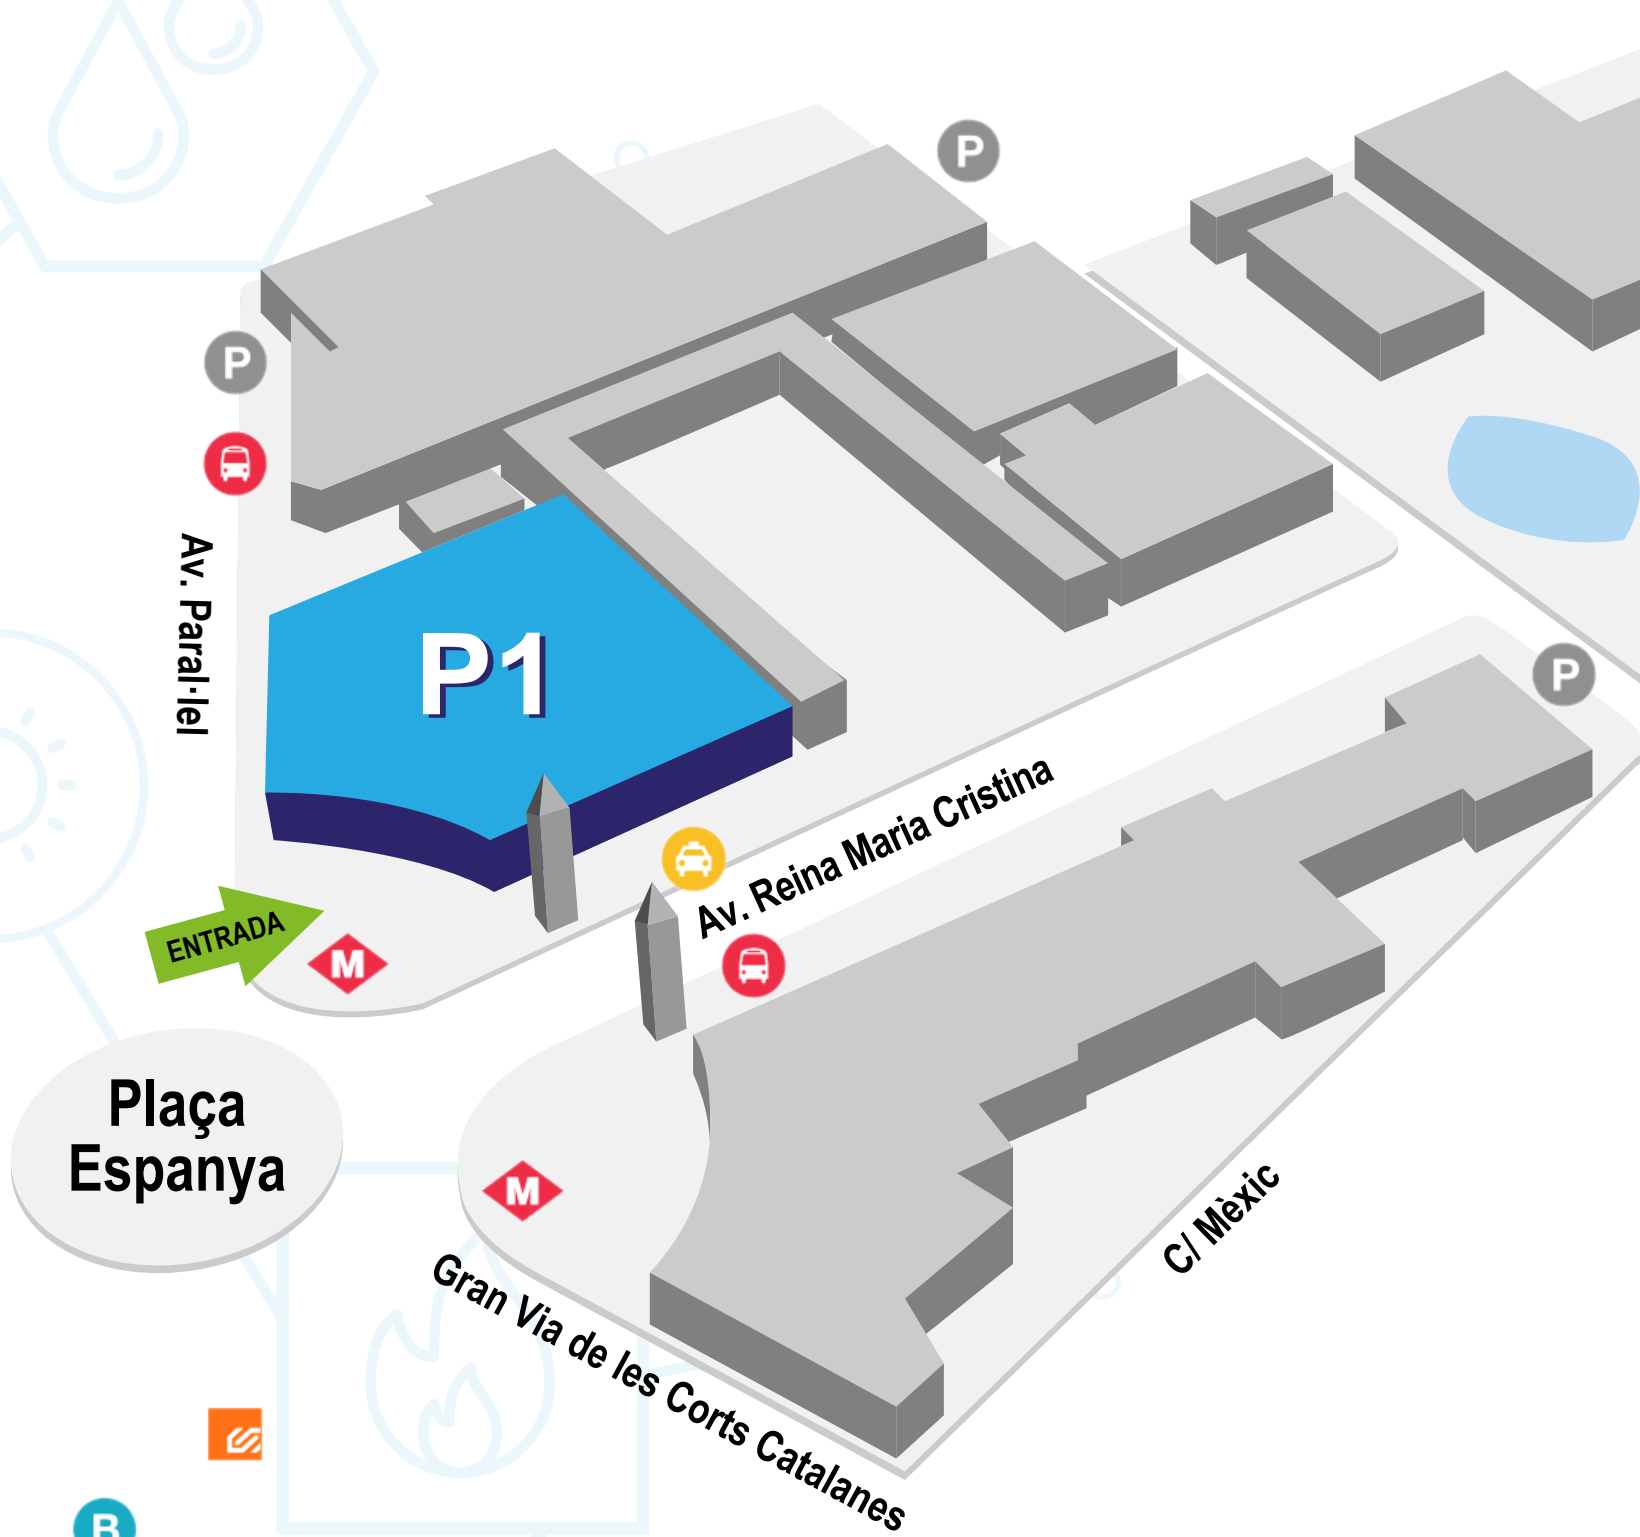 P
P
Av. Paral·lel
P1
P
Av. Reina Maria Cristina
ENTRADA
M
Plaça
Espanya
M
C/ Mèxic
Gran Via de les Corts Catalanes
B